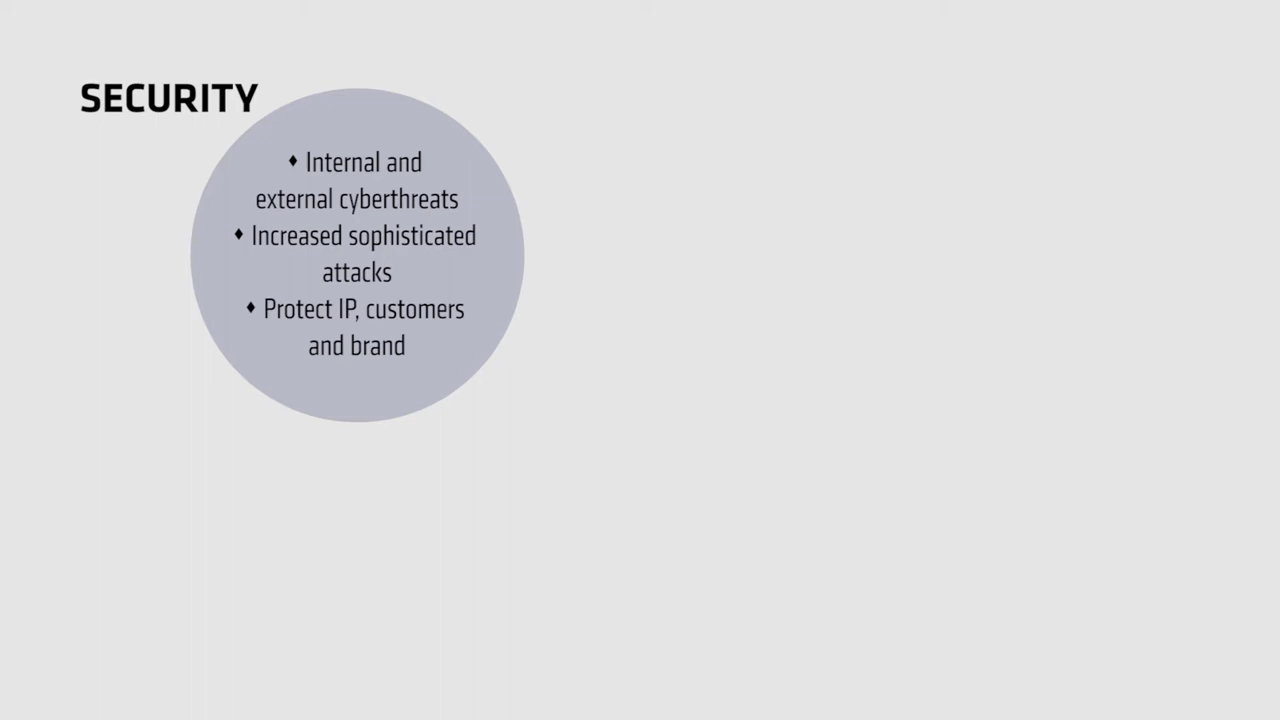 SECURITY
♦ Internal and
external cyberthreats
♦ Increased sophisticated
attacks
♦ Protect IP, customers
and brand